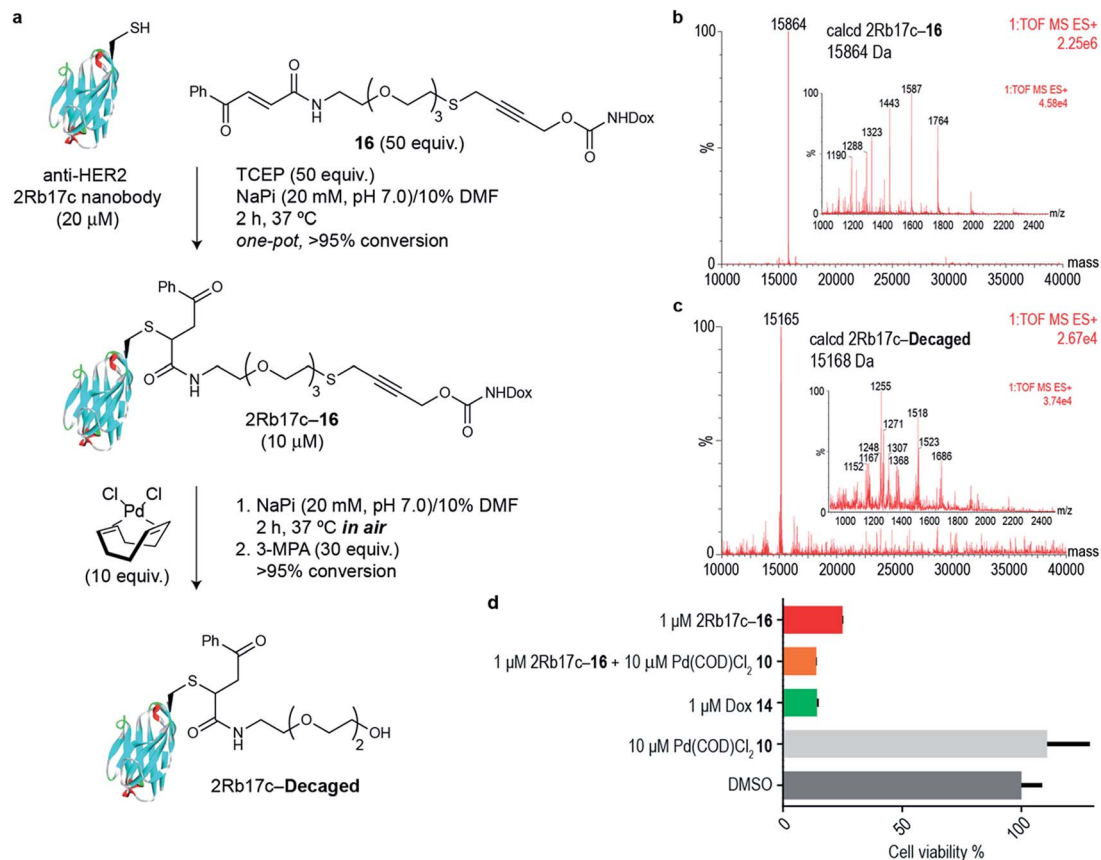 a
SH
anti-HER2
2Rb17c nanobody
(20 μM)
Ph
O
O
N
H
O
3
S
O
O
NHDox
16 (50 equiv.)
TCEP (50 equiv.)
NaPi (20 mM, pH 7.0)/10% DMF
2 h, 37 ºC
one-pot, >95% conversion
Ph
O
S
O
N
H
O
3
S
O
O
NHDox
2Rb17c–16
(10 μM)
Cl
Cl
Pd
(10 equiv.)
1. NaPi (20 mM, pH 7.0)/10% DMF
2 h, 37 ºC in air
2. 3-MPA (30 equiv.)
>95% conversion
Ph
O
S
O
N
H
O
2
OH
2Rb17c–Decaged
b
15864
calcd 2Rb17c–16
15864 Da
1:TOF MS ES+
2.25e6
100
%
0
10000 15000 20000 25000 30000 35000 40000
mass
1:TOF MS ES+
4.58e4
100
%
0
1190
1288
1323
1443
1587
1764
1000 1200 1400 1600 1800 2000 2200 2400
m/z
c
15165
calcd 2Rb17c–Decaged
15168 Da
1:TOF MS ES+
2.67e4
100
%
0
10000 15000 20000 25000 30000 35000 40000
mass
1:TOF MS ES+
3.74e4
100
%
0
1152
1167
1248
1255
1271
1307
1368
1518
1523
1686
1000 1200 1400 1600 1800 2000 2200 2400
m/z
d
1 μM 2Rb17c–16
1 μM 2Rb17c–16 + 10 μM Pd(COD)Cl2 10
1 μM Dox 14
10 μM Pd(COD)Cl2 10
DMSO
0
50
100
Cell viability %